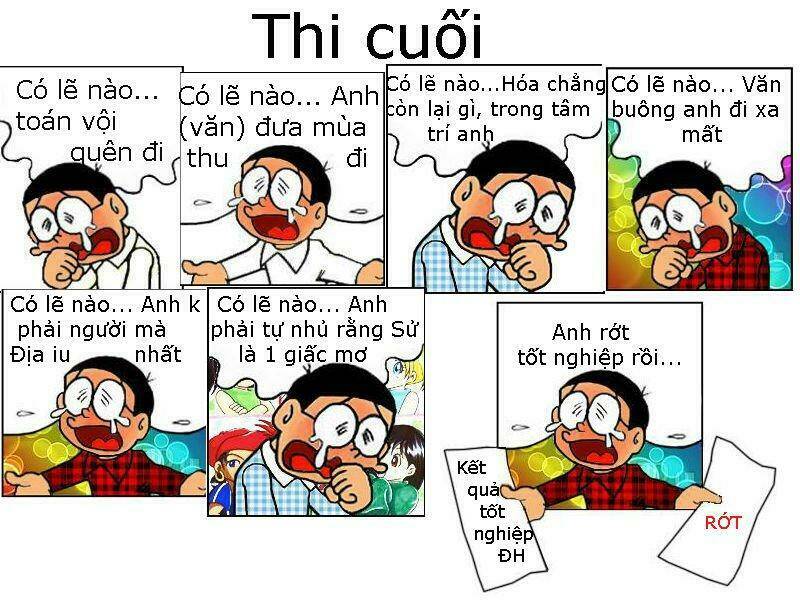 Thi cuối
Có lẽ nào...
toán vội
quên đi
Có lẽ nào... Anh
(văn) đưa mùa
thu đi
Có lẽ nào...Hóa chẳng
còn lại gì, trong tâm
trí anh
Có lẽ nào... Văn
buông anh đi xa
mất
Có lẽ nào... Anh k
phải người mà
Địa iu nhất
Có lẽ nào... Anh
phải tự nhủ rằng Sử
là 1 giấc mơ
Anh rớt
tốt nghiệp rồi...
Kết
quả
tốt
nghiệp
ĐH
RỚT